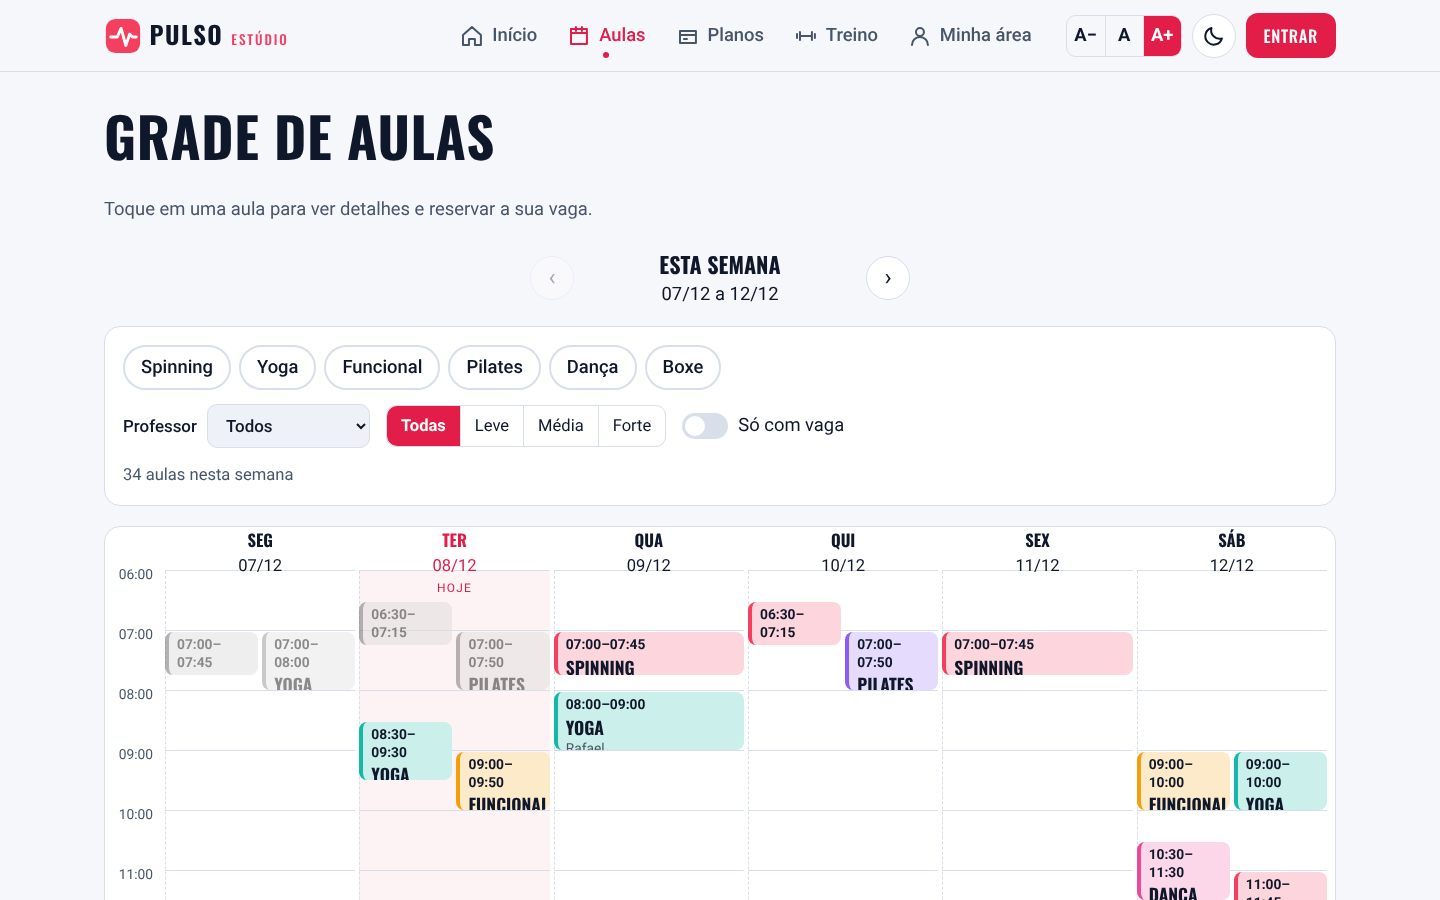 PULSO ESTÚDIO
Início
Aulas
Planos
Treino
Minha área
A− A A+
ENTRAR
GRADE DE AULAS
Toque em uma aula para ver detalhes e reservar a sua vaga.
‹
ESTA SEMANA
07/12 a 12/12
›
Spinning
Yoga
Funcional
Pilates
Dança
Boxe
Professor
Todos
Todas
Leve
Média
Forte
Só com vaga
34 aulas nesta semana
SEG
07/12
TER
08/12
HOJE
QUA
09/12
QUI
10/12
SEX
11/12
SÁB
12/12
06:00
07:00
08:00
09:00
10:00
11:00
07:00–
07:45
07:00–
08:00
YOGA
06:30–
07:15
07:00–
07:50
PILATES
08:30–
09:30
YOGA
09:00–
09:50
FUNCIONAL
07:00–07:45
SPINNING
08:00–09:00
YOGA
Rafael
06:30–
07:15
07:00–
07:50
PILATES
07:00–07:45
SPINNING
09:00–
10:00
FUNCIONAL
09:00–
10:00
YOGA
10:30–
11:30
DANÇA
11:00–
11:45